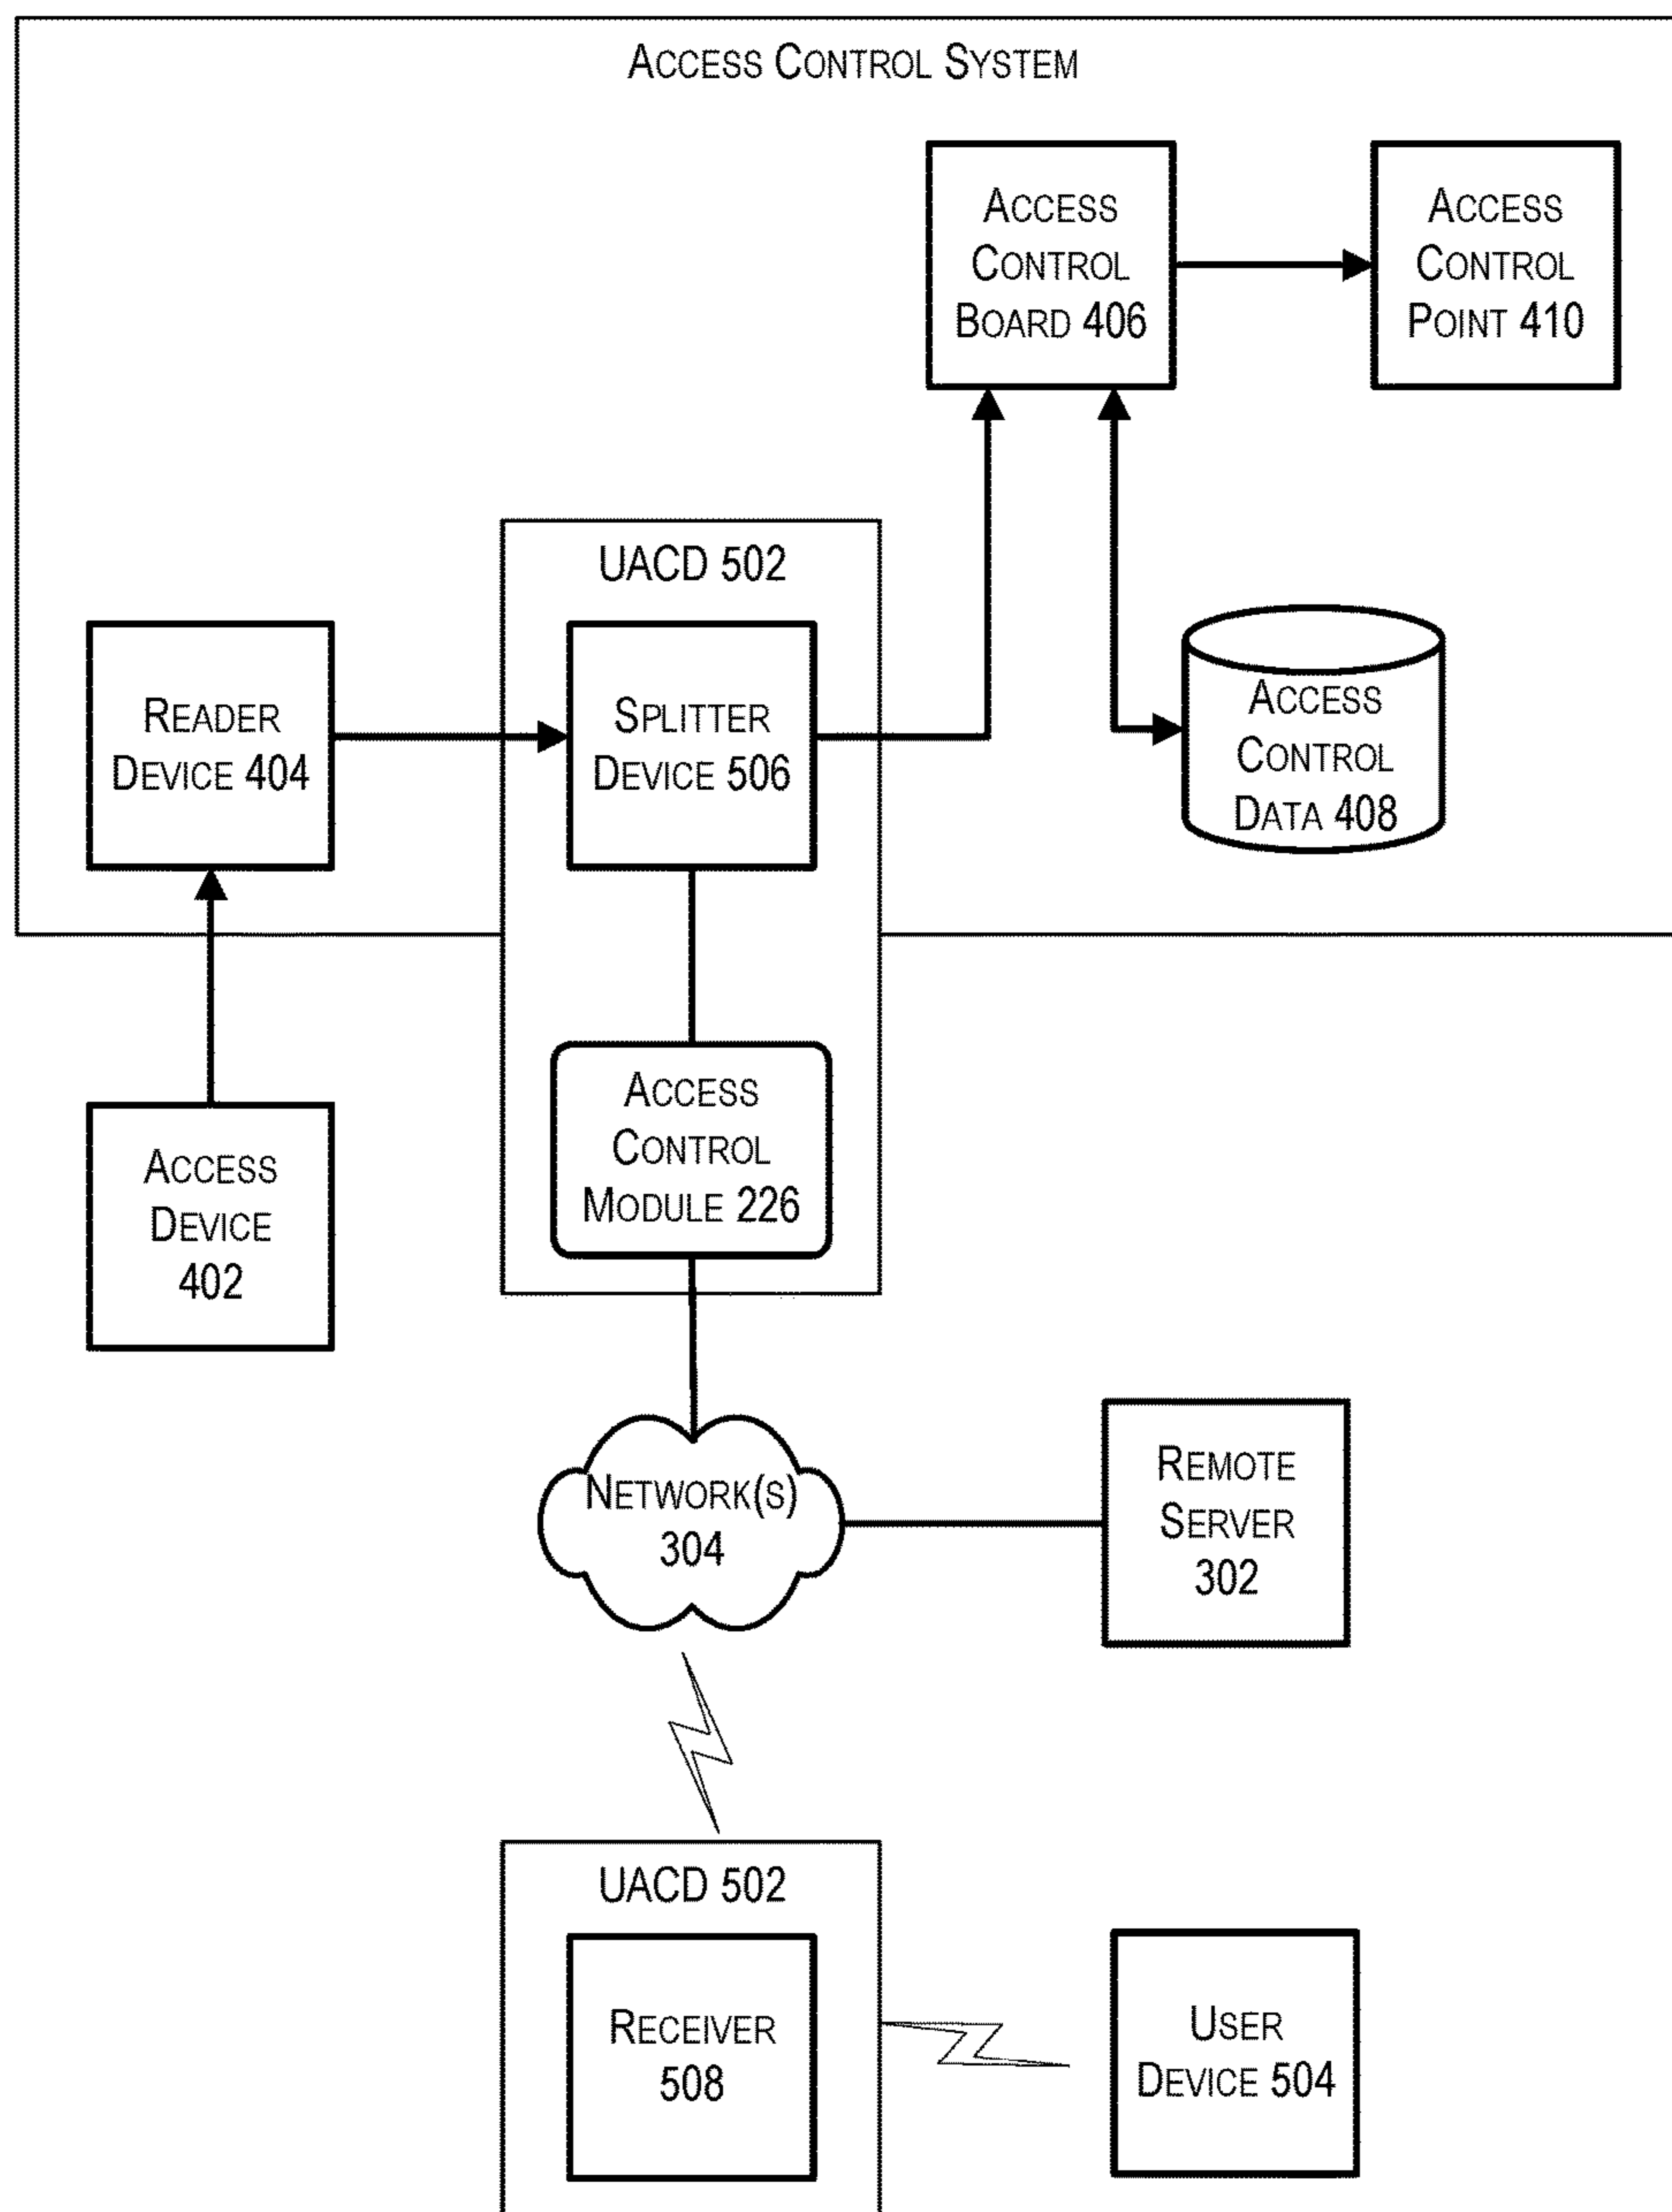 ACCESS CONTROL SYSTEM
ACCESS
CONTROL
BOARD 406
ACCESS
CONTROL
POINT 410
UACD 502
READER
DEVICE 404
SPLITTER
DEVICE 506
ACCESS
CONTROL
DATA 408
ACCESS
CONTROL
MODULE 226
ACCESS
DEVICE
402
NETWORK(S)
304
REMOTE
SERVER
302
UACD 502
RECEIVER
508
USER
DEVICE 504